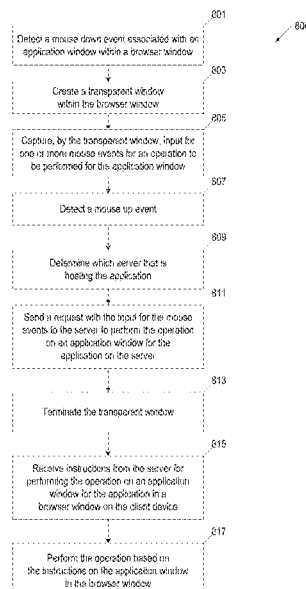 801
800
Detect a mouse down event associated with an
application window within a browser window
803
Create a transparent window
within the browser window
805
Capture, by the transparent window, input for
one or more mouse events for an operation to
be performed for the application window
807
Detect a mouse up event
809
Determine which server that is
hosting the application
811
Send a request with the input for the mouse
events to the server to perform the operation
on an application window for the
application on the server
813
Terminate the transparent window
815
Receive instructions from the server for
performing the operation on an application
window for the application in a
browser window on the client device
817
Perform the operation based on
the instructions on the application window
in the browser window